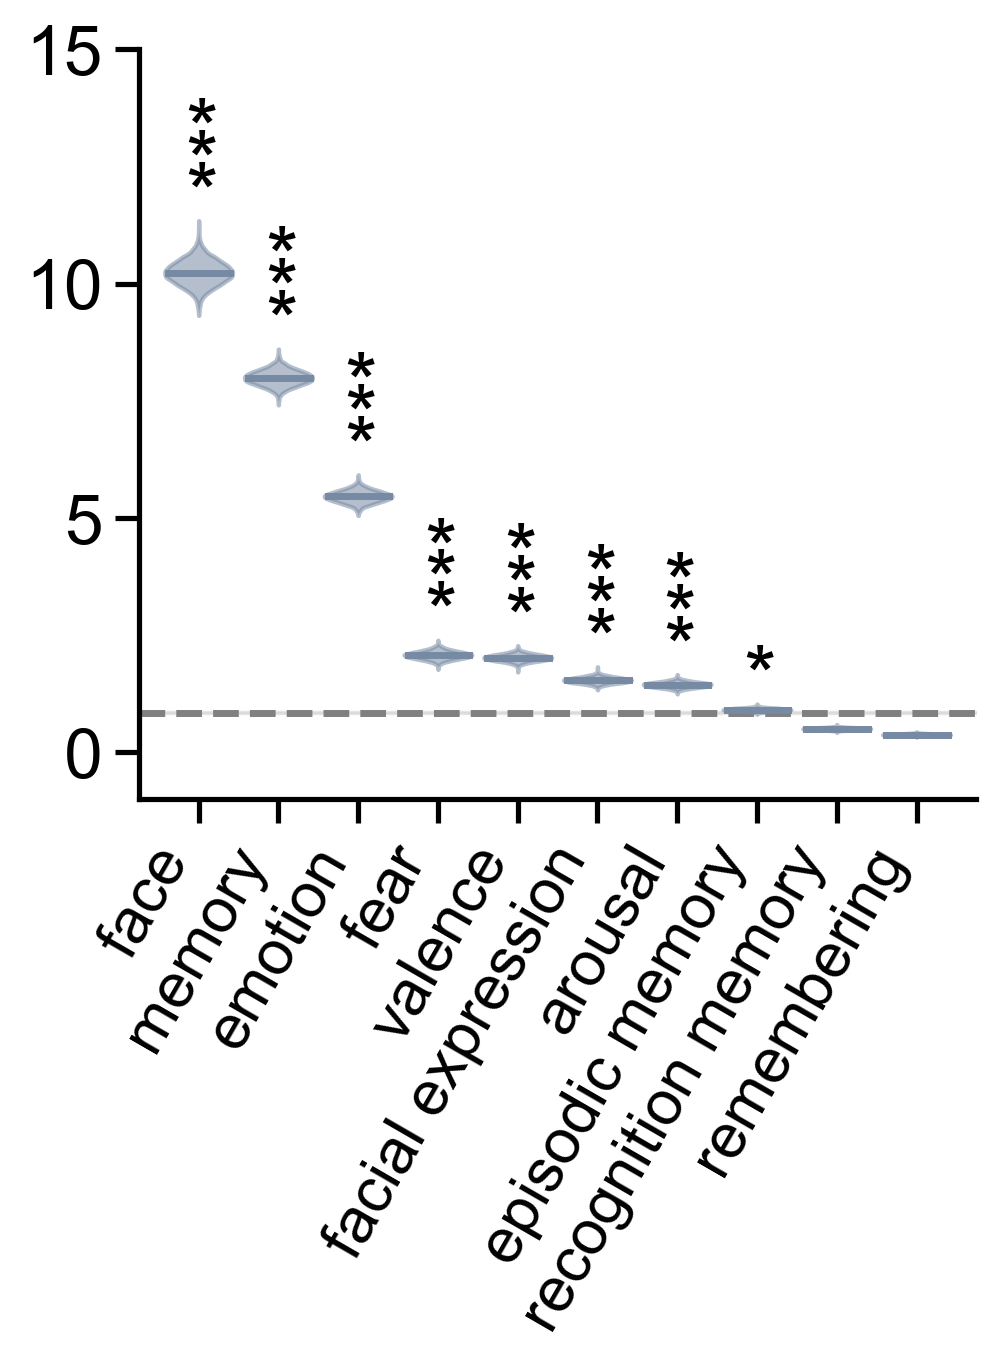 15
10
5
0
***
***
***
***
***
***
***
*
face
memory
emotion
fear
valence
facial expression
arousal
episodic memory
recognition memory
remembering